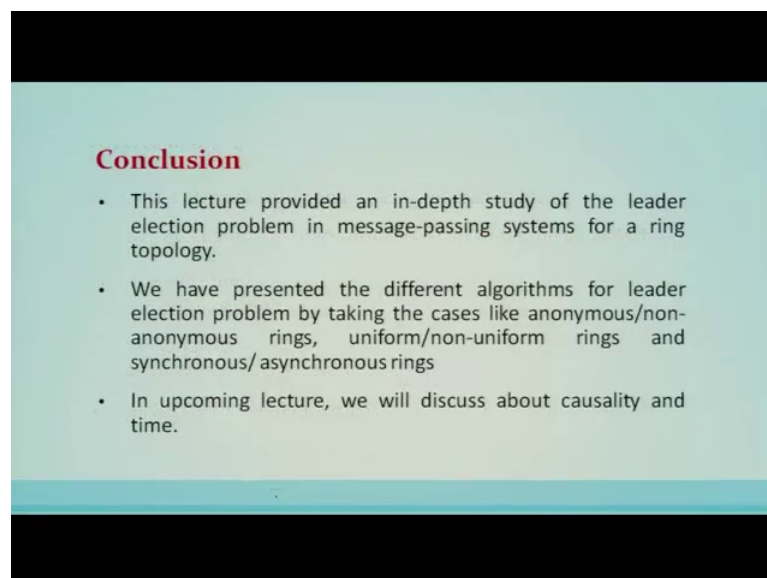 Conclusion
• This lecture provided an in-depth study of the leader
election problem in message-passing systems for a ring
topology.
• We have presented the different algorithms for leader
election problem by taking the cases like anonymous/non-
anonymous rings, uniform/non-uniform rings and
synchronous/ asynchronous rings
• In upcoming lecture, we will discuss about causality and
time.